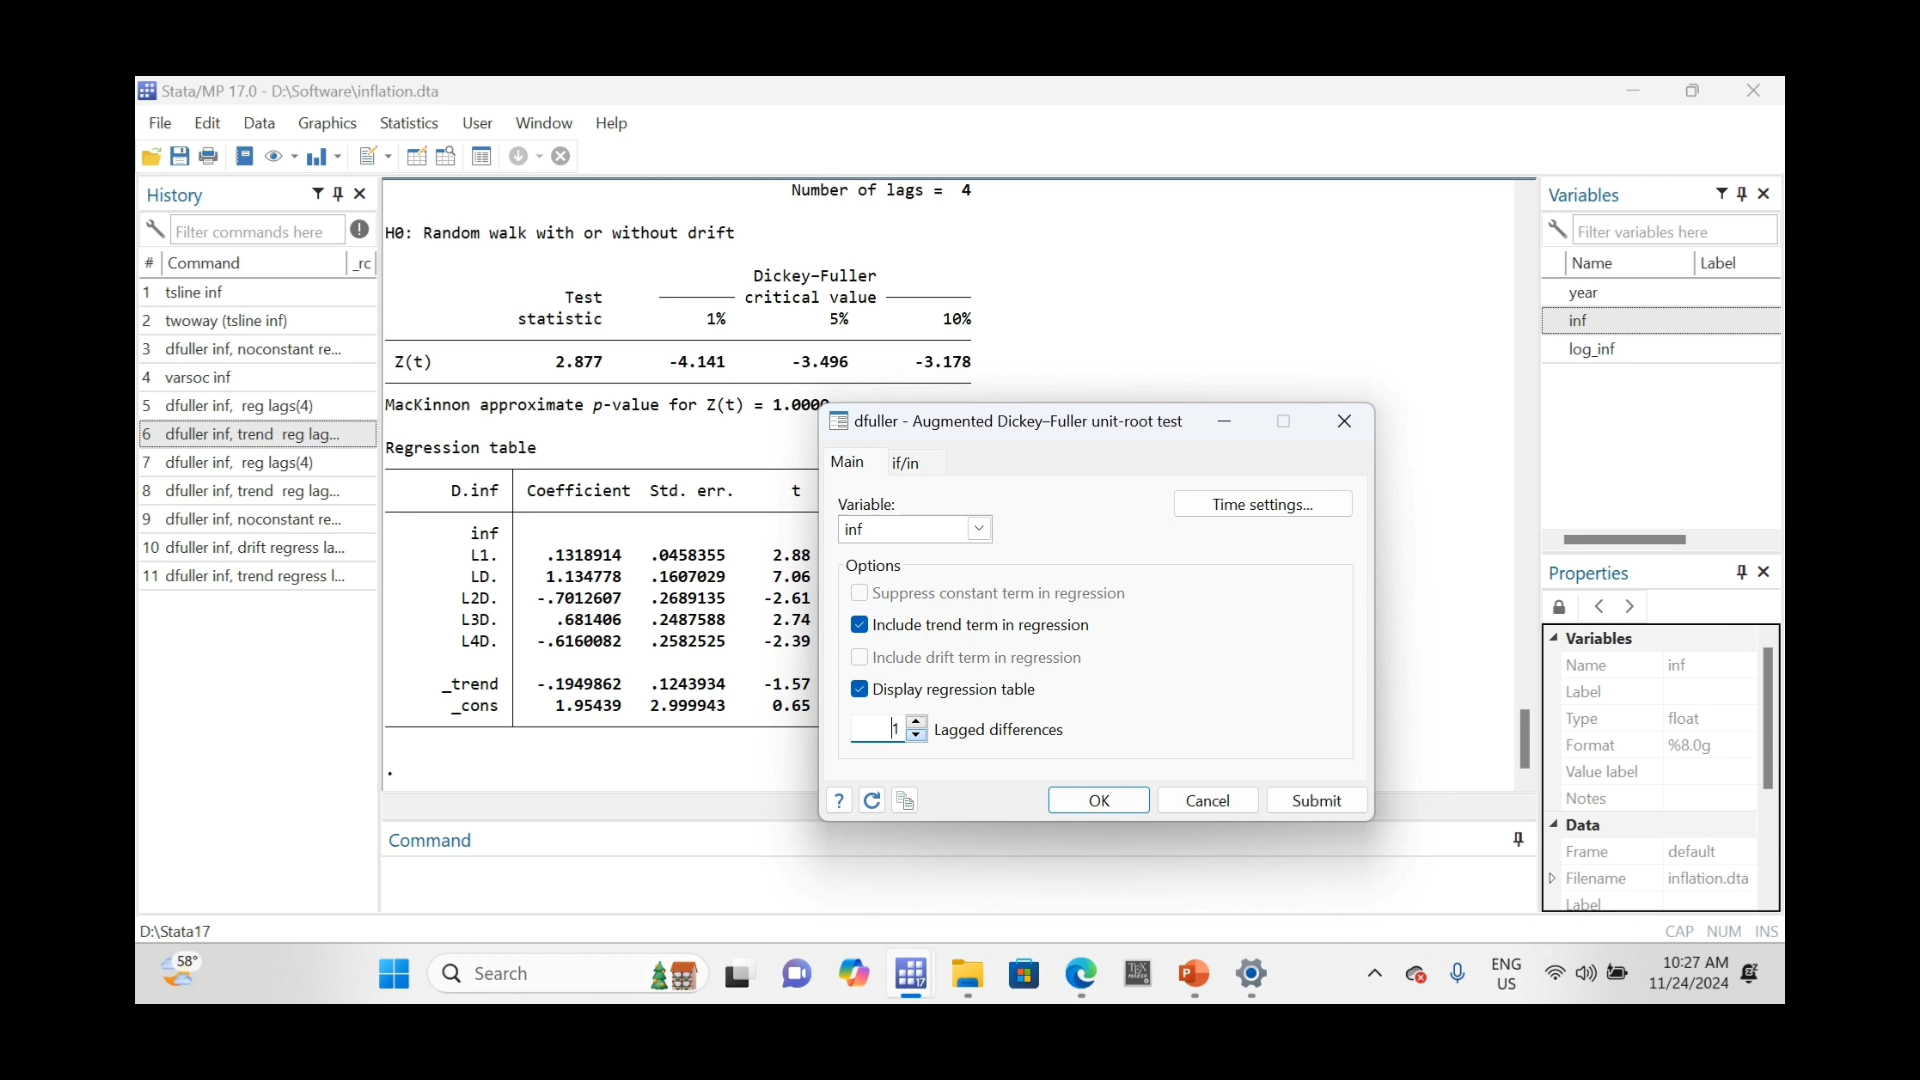 Stata/MP 17.0 - D:\Software\inflation.dta
File Edit Data Graphics Statistics User Window Help
History
Filter commands here
# Command _rc
1 tsline inf
2 twoway (tsline inf)
3 dfuller inf, noconstant re...
4 varsoc inf
5 dfuller inf, reg lags(4)
6 dfuller inf, trend reg lag...
7 dfuller inf, reg lags(4)
8 dfuller inf, trend reg lag...
9 dfuller inf, noconstant re...
10 dfuller inf, drift regress la...
11 dfuller inf, trend regress l...
Number of lags = 4
H0: Random walk with or without drift
Dickey–Fuller
Test critical value
statistic 1% 5% 10%
Z(t) 2.877 -4.141 -3.496 -3.178
MacKinnon approximate p-value for Z(t) = 1.0000
Regression table
D.inf Coefficient Std. err. t
inf
L1. .1318914 .0458355 2.88
LD. 1.134778 .1607029 7.06
L2D. -.7012607 .2689135 -2.61
L3D. .681406 .2487588 2.74
L4D. -.6160082 .2582525 -2.39
_trend -.1949862 .1243934 -1.57
_cons 1.95439 2.999943 0.65
.
dfuller - Augmented Dickey–Fuller unit-root test
Main if/in
Variable:
Time settings...
inf
Options
Suppress constant term in regression
Include trend term in regression
Include drift term in regression
Display regression table
1 Lagged differences
? OK Cancel Submit
Command
Variables
Filter variables here
Name Label
year
inf
log_inf
Properties
Variables
Name inf
Label
Type float
Format %8.0g
Value label
Notes
Data
Frame default
Filename inflation.dta
Label
D:\Stata17
CAP NUM INS
58°
Search
17
ENG
US
10:27 AM
11/24/2024